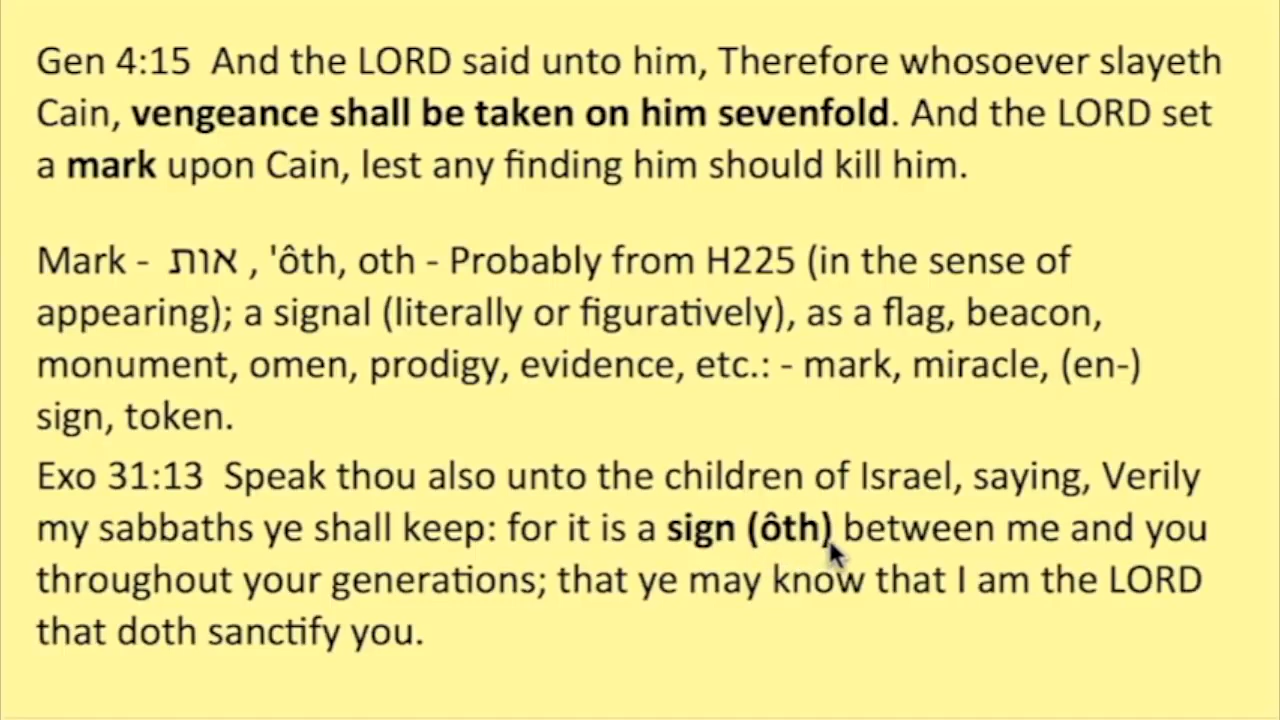 Gen 4:15  And the LORD said unto him, Therefore whosoever slayeth
Cain, vengeance shall be taken on him sevenfold. And the LORD set
a mark upon Cain, lest any finding him should kill him.
Mark -  אות , 'ôth, oth - Probably from H225 (in the sense of
appearing); a signal (literally or figuratively), as a flag, beacon,
monument, omen, prodigy, evidence, etc.: - mark, miracle, (en-)
sign, token.
Exo 31:13  Speak thou also unto the children of Israel, saying, Verily
my sabbaths ye shall keep: for it is a sign (ôth) between me and you
throughout your generations; that ye may know that I am the LORD
that doth sanctify you.